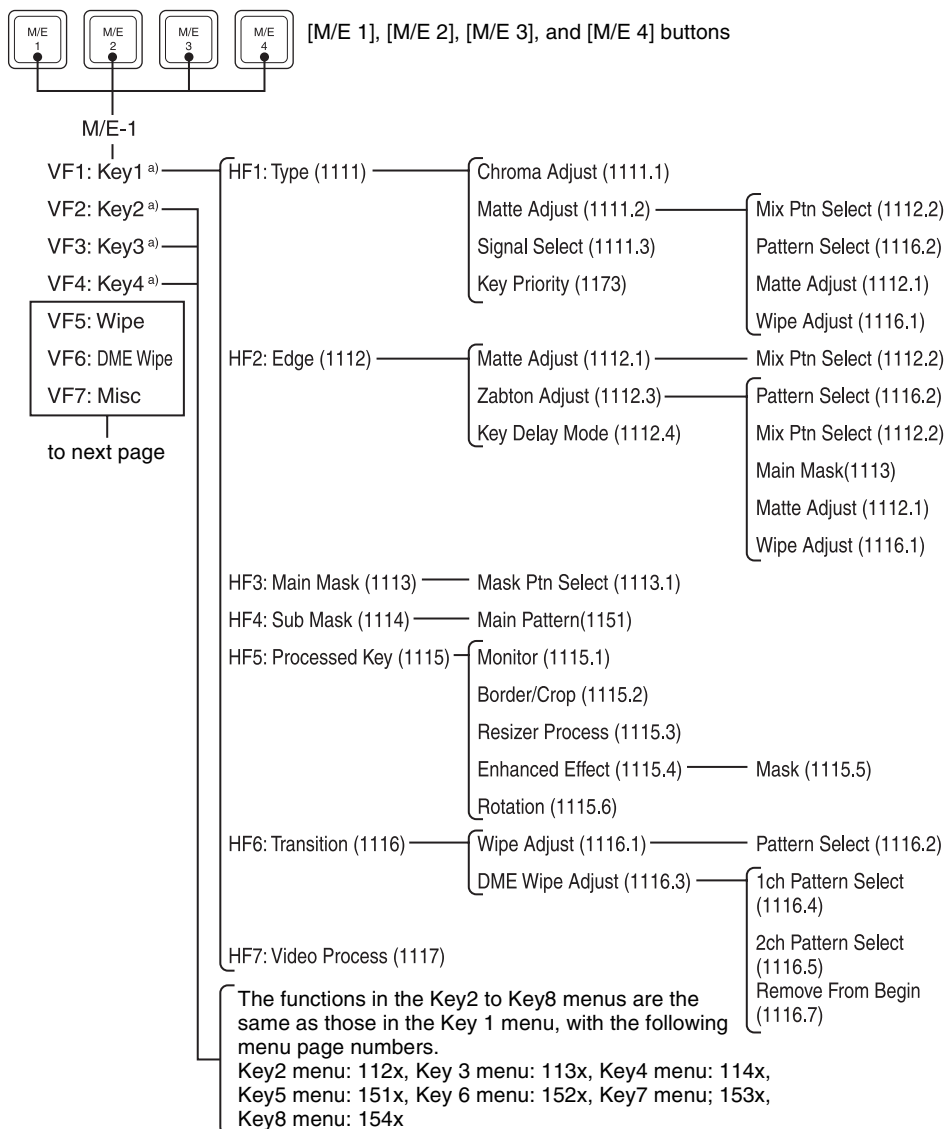 M/E
1
M/E
2
M/E
3
M/E
4
[M/E 1], [M/E 2], [M/E 3], and [M/E 4] buttons
M/E-1
VF1: Key1 a)
VF2: Key2 a)
VF3: Key3 a)
VF4: Key4 a)
VF5: Wipe
VF6: DME Wipe
VF7: Misc
to next page
HF1: Type (1111)
Chroma Adjust (1111.1)
Matte Adjust (1111.2)
Signal Select (1111.3)
Key Priority (1173)
Mix Ptn Select (1112.2)
Pattern Select (1116.2)
Matte Adjust (1112.1)
Wipe Adjust (1116.1)
HF2: Edge (1112)
Matte Adjust (1112.1)
Mix Ptn Select (1112.2)
Zabton Adjust (1112.3)
Key Delay Mode (1112.4)
Pattern Select (1116.2)
Mix Ptn Select (1112.2)
Main Mask(1113)
Matte Adjust (1112.1)
Wipe Adjust (1116.1)
HF3: Main Mask (1113)
Mask Ptn Select (1113.1)
HF4: Sub Mask (1114)
Main Pattern(1151)
HF5: Processed Key (1115)
Monitor (1115.1)
Border/Crop (1115.2)
Resizer Process (1115.3)
Enhanced Effect (1115.4)
Mask (1115.5)
Rotation (1115.6)
HF6: Transition (1116)
Wipe Adjust (1116.1)
Pattern Select (1116.2)
DME Wipe Adjust (1116.3)
1ch Pattern Select
(1116.4)
2ch Pattern Select
(1116.5)
Remove From Begin
(1116.7)
HF7: Video Process (1117)
The functions in the Key2 to Key8 menus are the
same as those in the Key 1 menu, with the following
menu page numbers.
Key2 menu: 112x, Key 3 menu: 113x, Key4 menu: 114x,
Key5 menu: 151x, Key 6 menu: 152x, Key7 menu; 153x,
Key8 menu: 154x